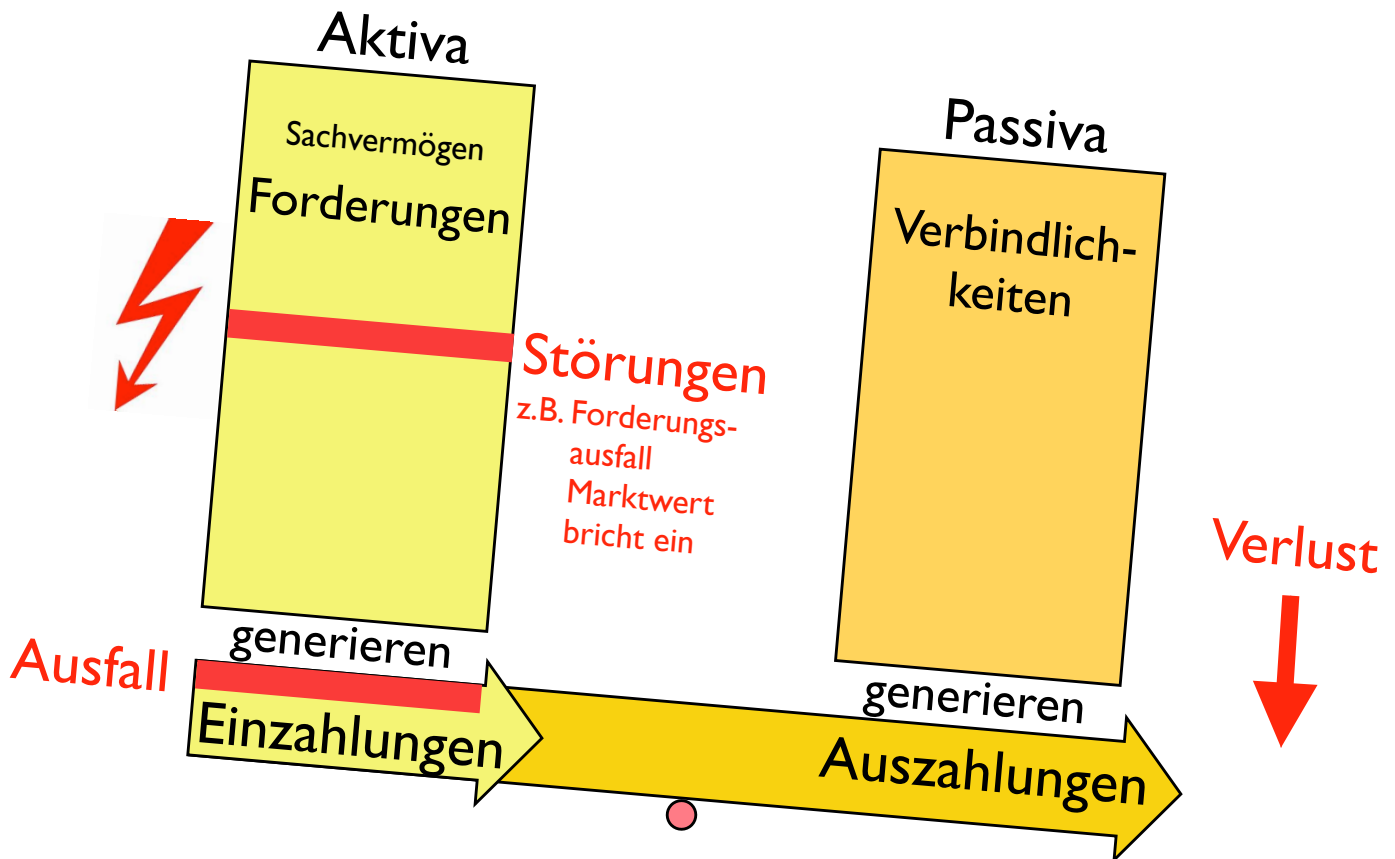 Aktiva
Sachvermögen
Forderungen
Passiva
Verbindlich-
keiten
Störungen
z.B. Forderungs-
ausfall
Marktwert
bricht ein
Verlust
generieren
Ausfall
Einzahlungen
generieren
Auszahlungen